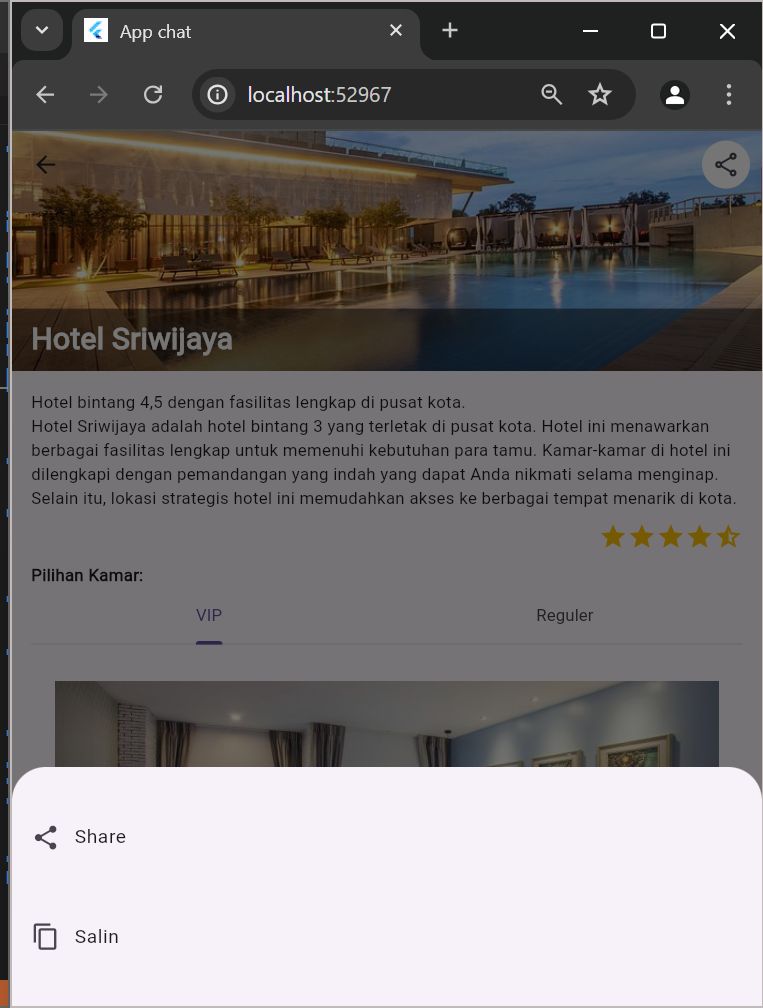 App chat
localhost:52967
Hotel Sriwijaya
Hotel bintang 4,5 dengan fasilitas lengkap di pusat kota.
Hotel Sriwijaya adalah hotel bintang 3 yang terletak di pusat kota. Hotel ini menawarkan
berbagai fasilitas lengkap untuk memenuhi kebutuhan para tamu. Kamar-kamar di hotel ini
dilengkapi dengan pemandangan yang indah yang dapat Anda nikmati selama menginap.
Selain itu, lokasi strategis hotel ini memudahkan akses ke berbagai tempat menarik di kota.
Pilihan Kamar:
VIP Reguler
Share
Salin